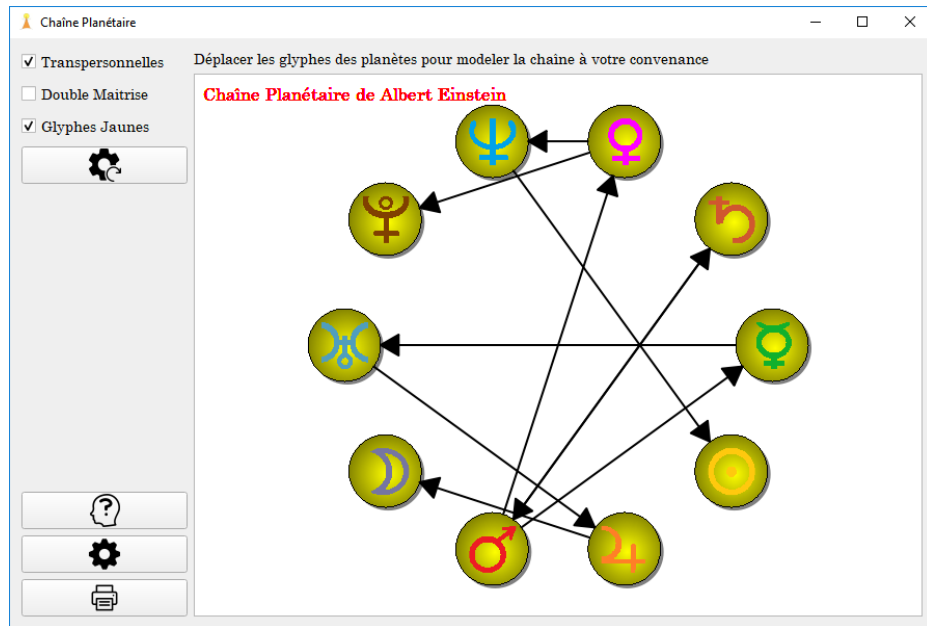 Chaîne Planétaire
Transpersonnelles
Double Maitrise
Glyphes Jaunes
Déplacer les glyphes des planètes pour modeler la chaîne à votre convenance
Chaîne Planétaire de Albert Einstein